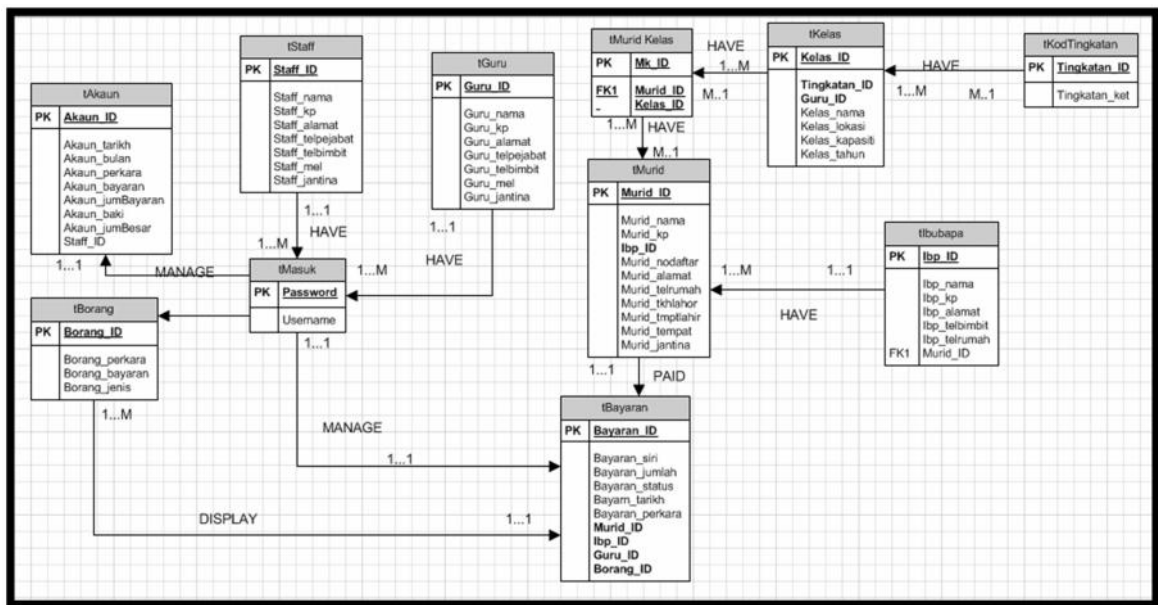 tAkaun
PK Akaun_ID
Akaun_tarikh
Akaun_bulan
Akaun_perkara
Akaun_bayaran
Akaun_jumBayaran
Akaun_baki
Akaun_jumBesar
Staff_ID
1...1
MANAGE
tStaff
PK Staff_ID
Staff_nama
Staff_kp
Staff_alamat
Staff_telpejabat
Staff_telbimbit
Staff_mel
Staff_jantina
1...1
HAVE
1...M
tGuru
PK Guru_ID
Guru_nama
Guru_kp
Guru_alamat
Guru_telpejabat
Guru_telbimbit
Guru_mel
Guru_jantina
1...1
HAVE
1...M
tMasuk
PK Password
Username
1...1
MANAGE
1...1
tBorang
PK Borang_ID
Borang_perkara
Borang_bayaran
Borang_jenis
1...M
DISPLAY
1...1
tMurid Kelas
PK Mk_ID
FK1 Murid_ID
- Kelas_ID
HAVE
1...M
M..1
1...M
HAVE
M..1
tKelas
PK Kelas_ID
Tingkatan_ID
Guru_ID
Kelas_nama
Kelas_lokasi
Kelas_kapasiti
Kelas_tahun
HAVE
1...M
M..1
tKodTingkatan
PK Tingkatan_ID
Tingkatan_ket
tMurid
PK Murid_ID
Murid_nama
Murid_kp
Ibp_ID
Murid_nodaftar
Murid_alamat
Murid_telrumah
Murid_tkhlahor
Murid_tmptlahir
Murid_tempat
Murid_jantina
1...M
1...1
HAVE
tIbubapa
PK Ibp_ID
Ibp_nama
Ibp_kp
Ibp_alamat
Ibp_telbimbit
Ibp_telrumah
FK1 Murid_ID
1...1
PAID
tBayaran
PK Bayaran_ID
Bayaran_siri
Bayaran_jumlah
Bayaran_status
Bayarn_tarikh
Bayaran_perkara
Murid_ID
Ibp_ID
Guru_ID
Borang_ID